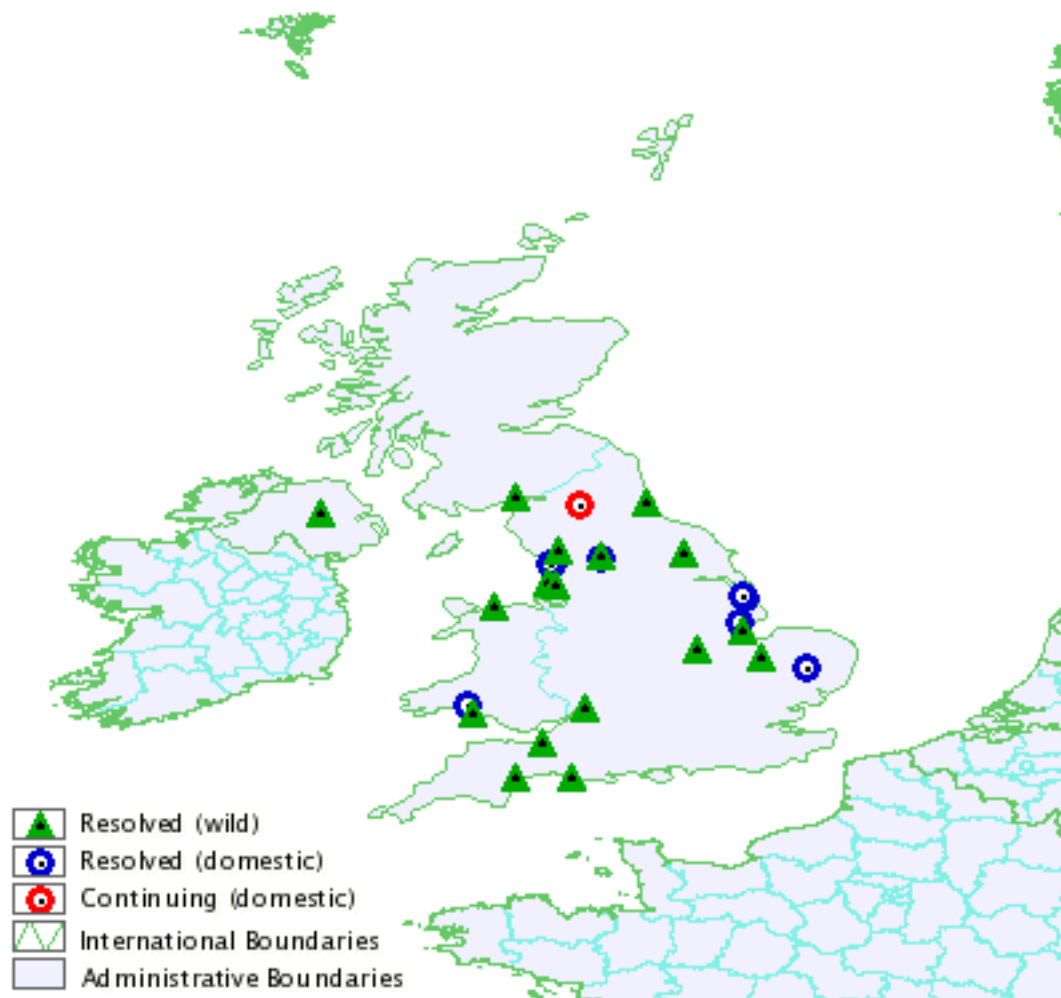 Resolved (wild)
Resolved (domestic)
Continuing (domestic)
International Boundaries
Administrative Boundaries